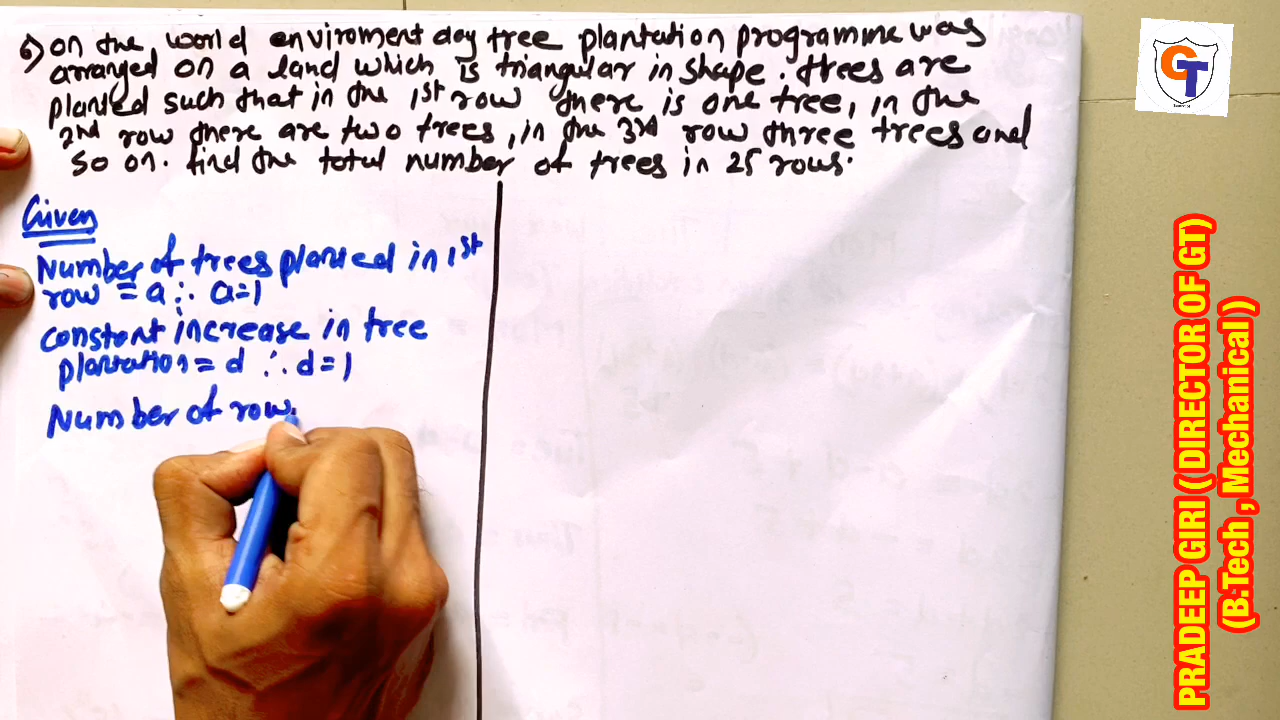 6) On the world enviroment day tree plantation programme was
arranged on a land which is triangular in shape. trees are
planted such that in the 1st row there is one tree, in the
2nd row there are two trees, in the 3rd row three trees and
so on. find the total number of trees in 25 rows.
Given
Number of trees planted in 1st
row = a ∴ a=1
constant increase in tree
plantation = d ∴ d=1
Number of row
GT
PRADEEP GIRI (( DIRECTOR OF GT)
(B.Tech , Mechanical )